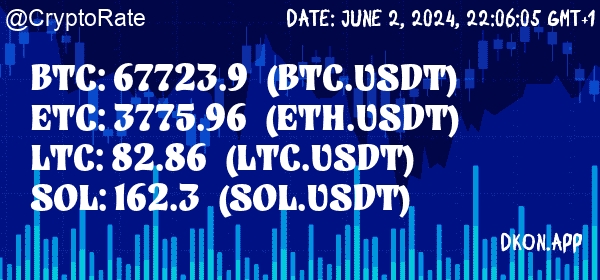 @CryptoRate
DATE: JUNE 2, 2024, 22:06:05 GMT+1
BTC: 67723.9 (BTC.USDT)
ETC: 3775.96 (ETH.USDT)
LTC: 82.86 (LTC.USDT)
SOL: 162.3 (SOL.USDT)
DKON.APP